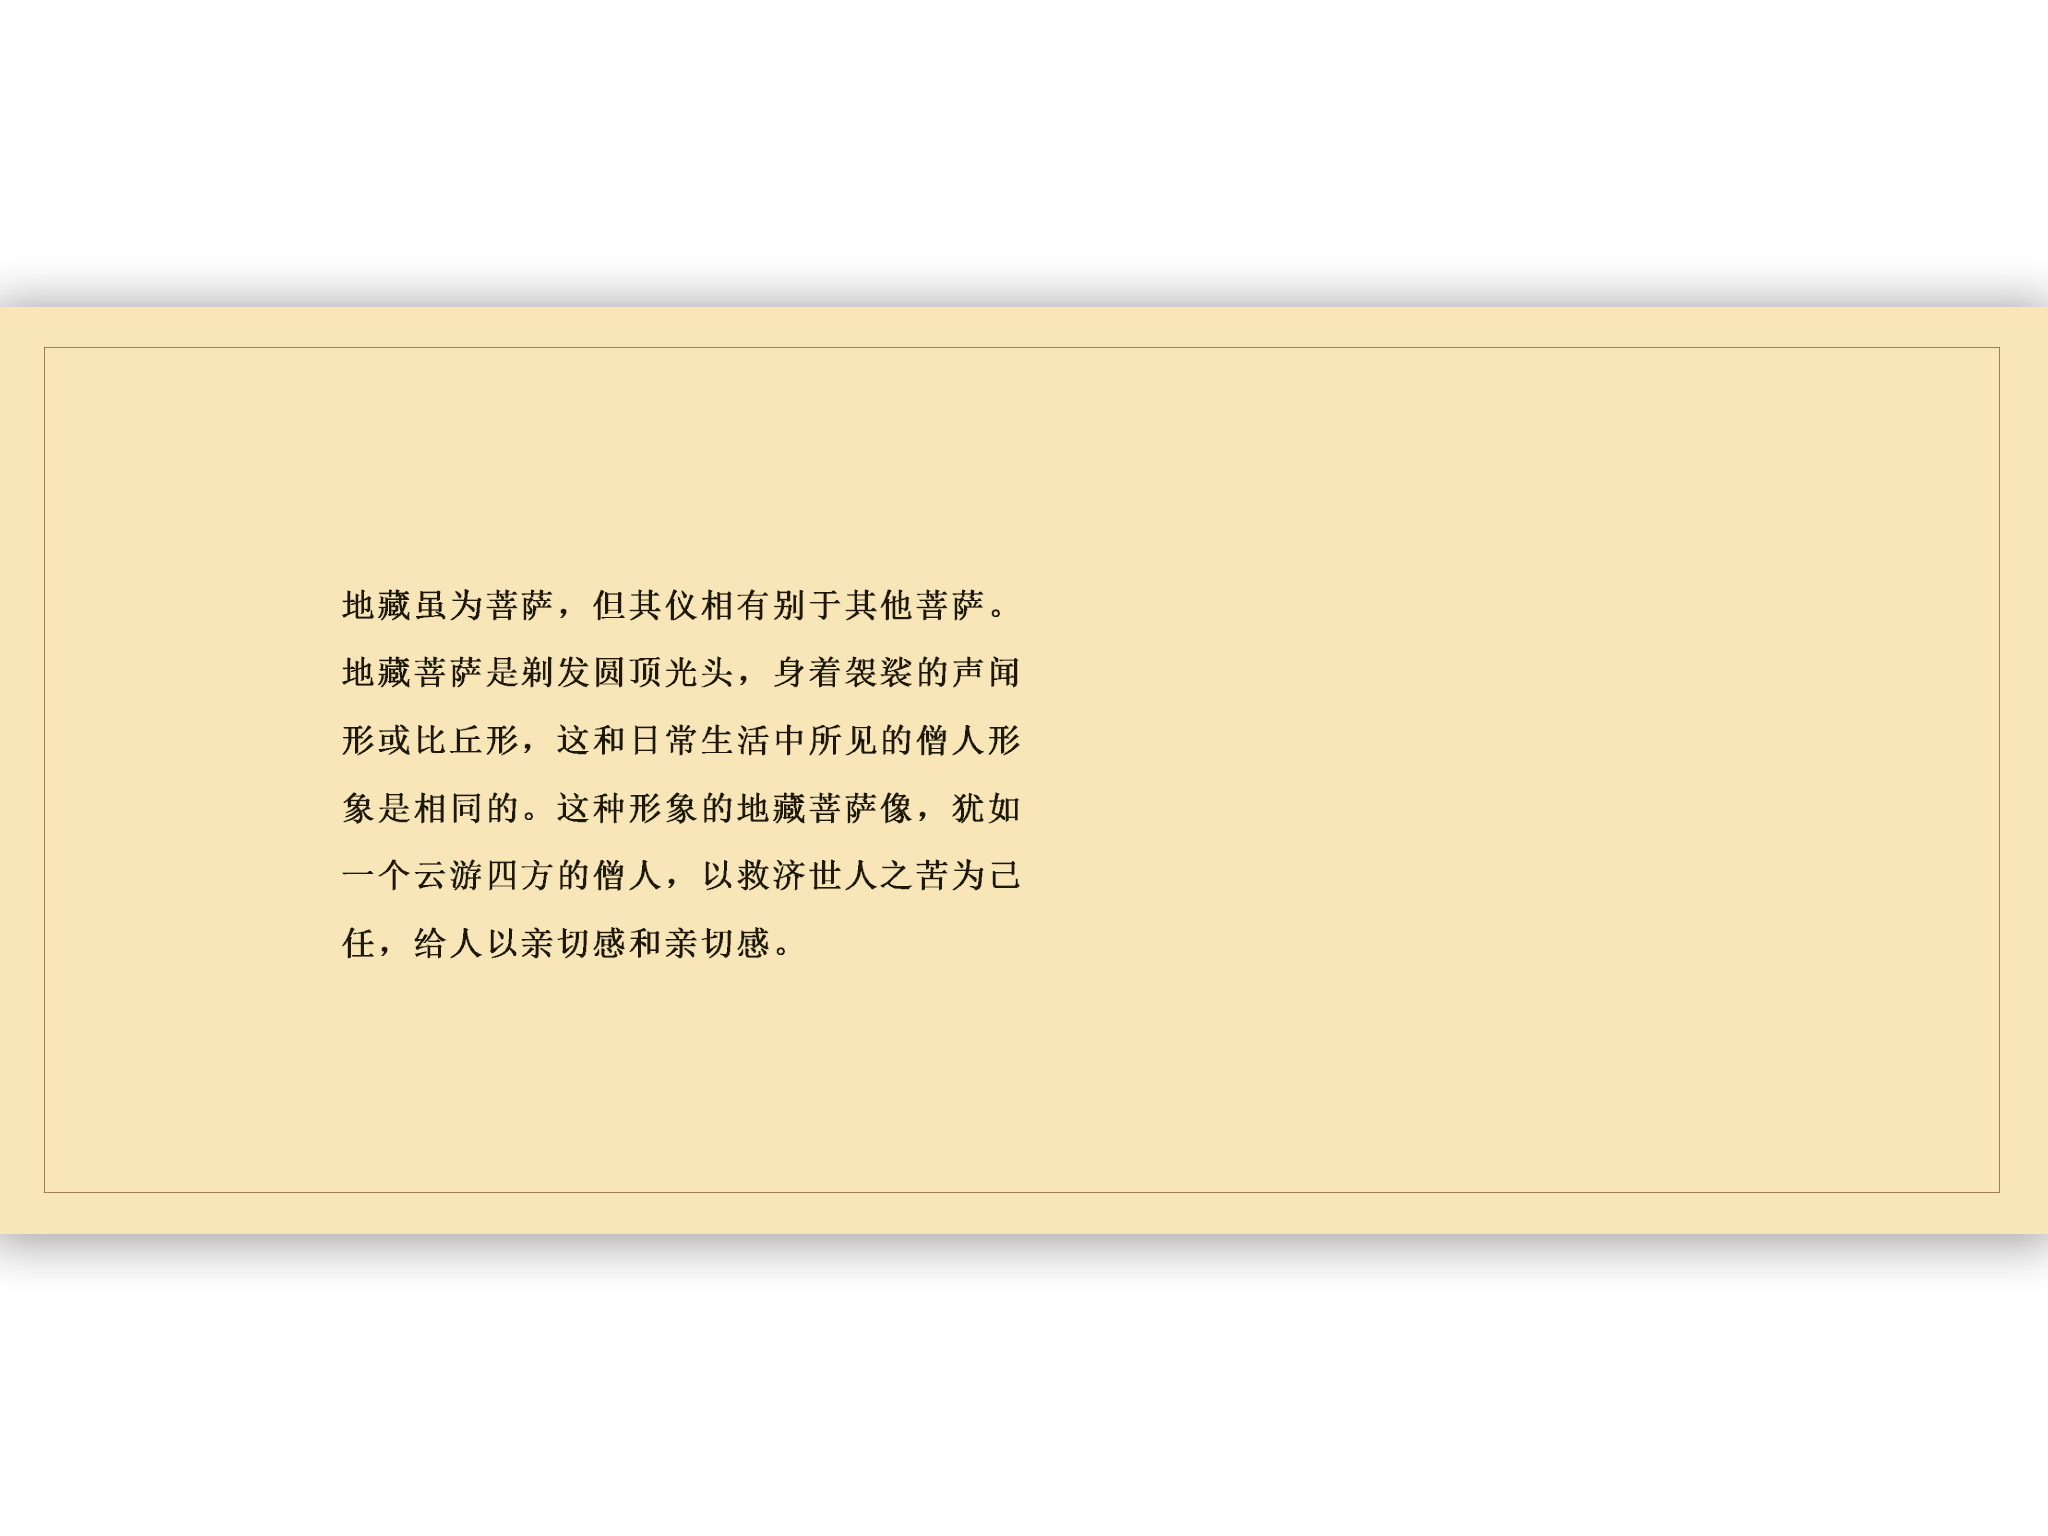 地藏虽为菩萨，但其仪相有别于其他菩萨。
地藏菩萨是剃发圆顶光头，身着袈裟的声闻
形或比丘形，这和日常生活中所见的僧人形
象是相同的。这种形象的地藏菩萨像，犹如
一个云游四方的僧人，以救济世人之苦为己
任，给人以亲切感和亲切感。